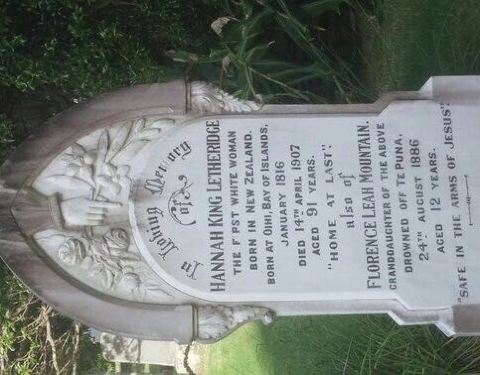 In Loving Memory
of
HANNAH KING LETHERIDGE
THE F RST WHITE WOMAN
BORN IN NEW ZEALAND.
BORN AT OIHI, BAY OF ISLANDS,
JANUARY 1816
DIED 14TH APRIL 1907
AGED 91 YEARS.
"HOME AT LAST"
also of
FLORENCE LEAH MOUNTAIN.
GRANDDAUGHTER OF THE ABOVE
DROWNED OFF TE PUNA,
24TH AUGUST 1886
AGED 12 YEARS.
"SAFE IN THE ARMS OF JESUS".